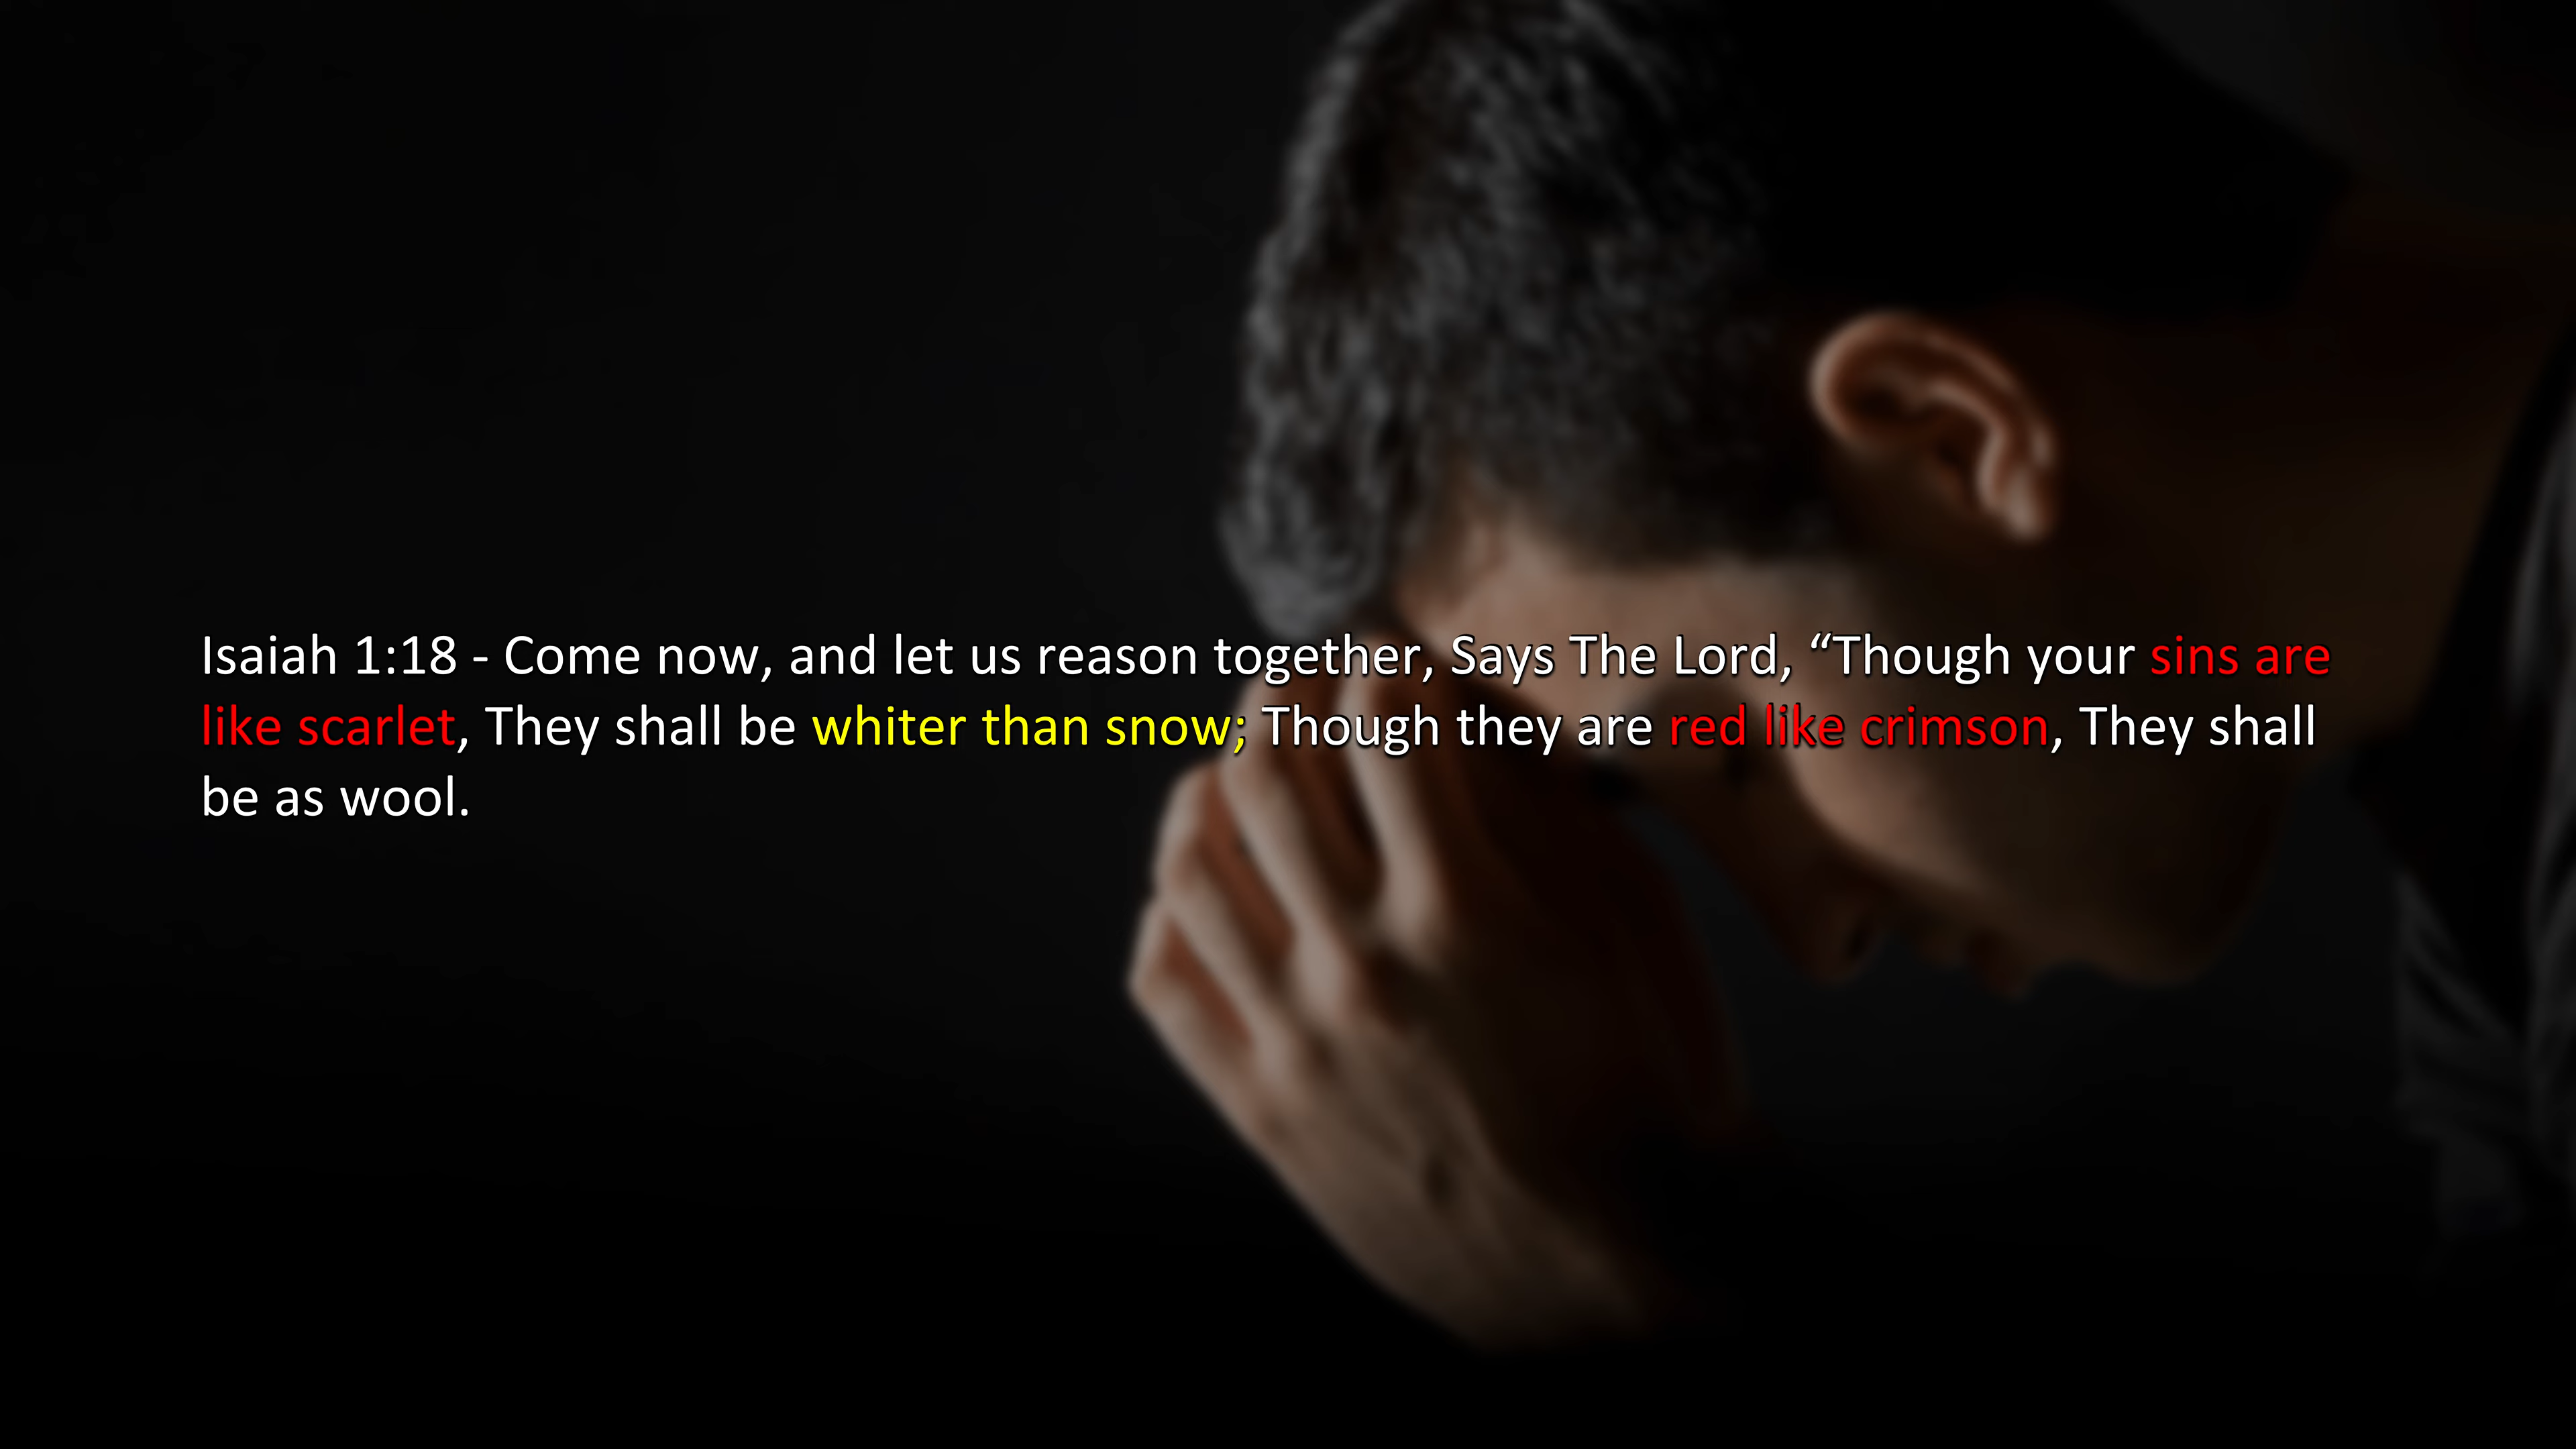 Isaiah 1:18 - Come now, and let us reason together, Says The Lord, “Though your sins are
like scarlet, They shall be whiter than snow; Though they are red like crimson, They shall
be as wool.